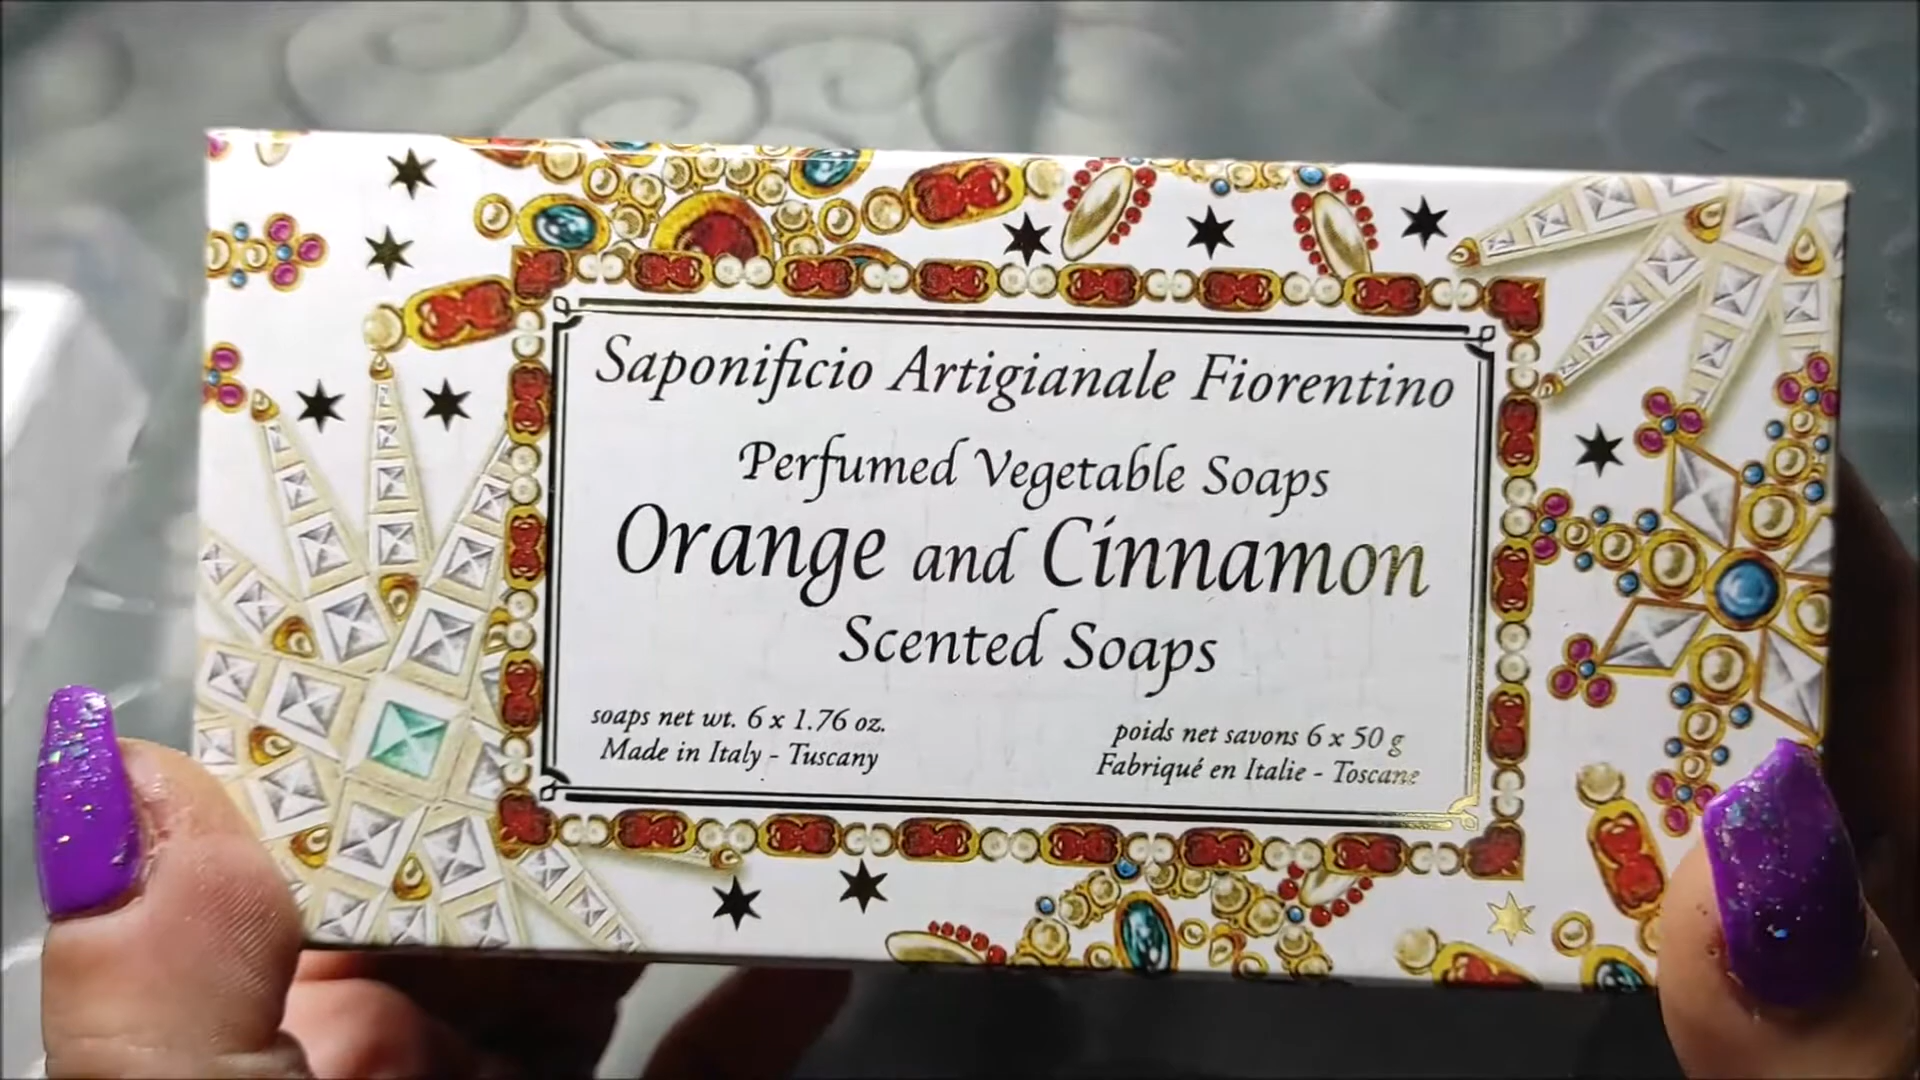 Saponificio Artigianale Fiorentino
Perfumed Vegetable Soaps
Orange and Cinnamon
Scented Soaps
soaps net wt. 6 x 1.76 oz.
Made in Italy - Tuscany
poids net savons 6 x 50 g
Fabriqué en Italie - Toscane